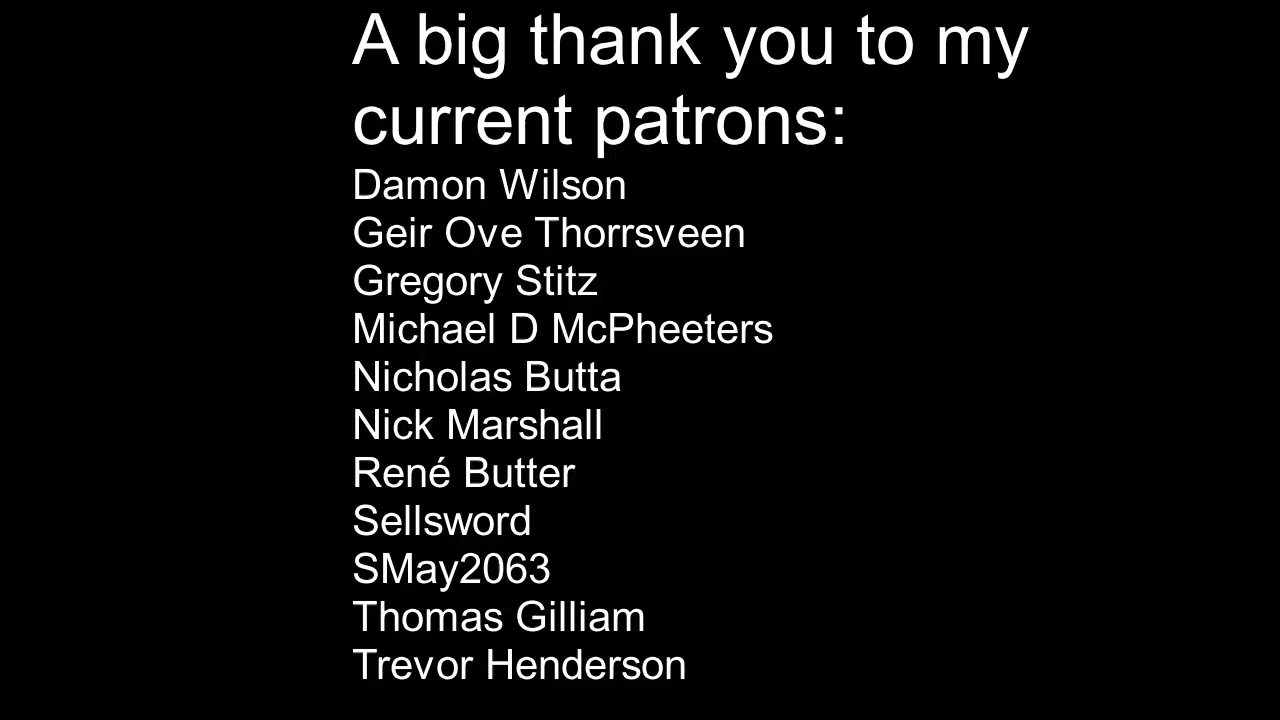 A big thank you to my
current patrons:
Damon Wilson
Geir Ove Thorrsveen
Gregory Stitz
Michael D McPheeters
Nicholas Butta
Nick Marshall
René Butter
Sellsword
SMay2063
Thomas Gilliam
Trevor Henderson